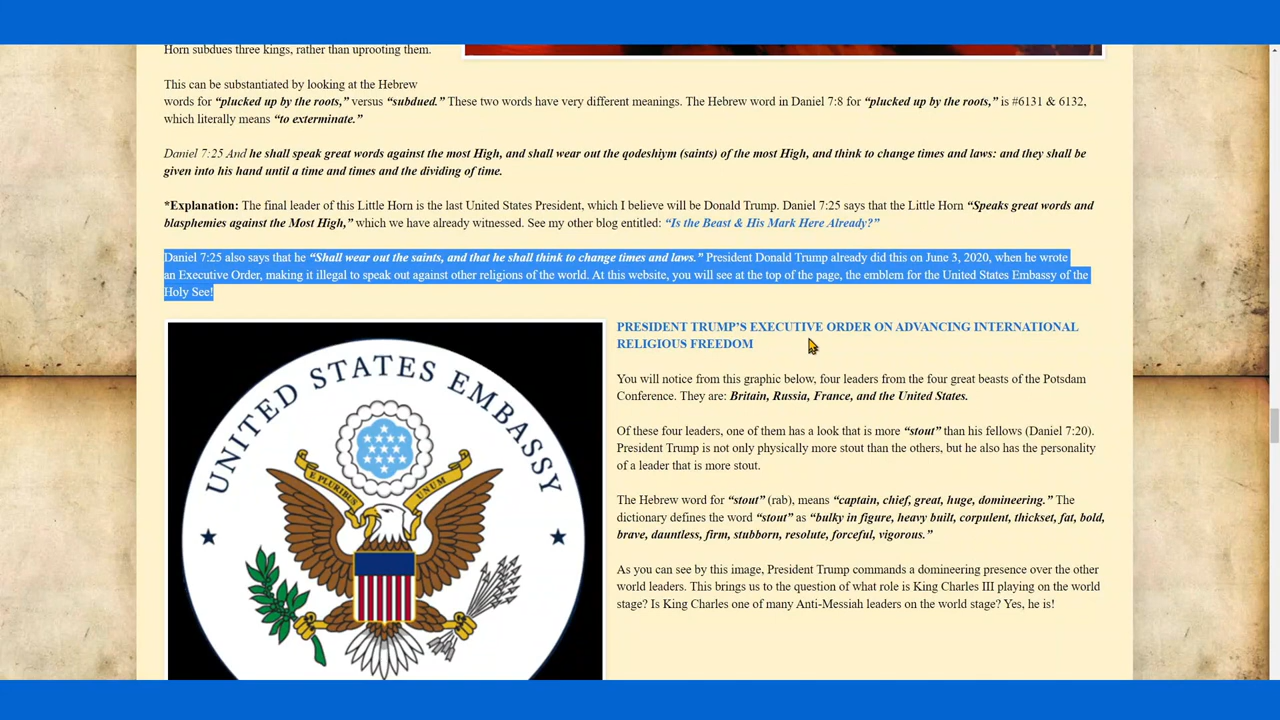 Horn subdues three kings, rather than uprooting them.
This can be substantiated by looking at the Hebrew
words for “plucked up by the roots,” versus “subdued.” These two words have very different meanings. The Hebrew word in Daniel 7:8 for “plucked up by the roots,” is #6131 & 6132,
which literally means “to exterminate.”
Daniel 7:25 And he shall speak great words against the most High, and shall wear out the qodeshiym (saints) of the most High, and think to change times and laws: and they shall be
given into his hand until a time and times and the dividing of time.
*Explanation: The final leader of this Little Horn is the last United States President, which I believe will be Donald Trump. Daniel 7:25 says that the Little Horn “Speaks great words and
blasphemies against the Most High,” which we have already witnessed. See my other blog entitled: “Is the Beast & His Mark Here Already?”
Daniel 7:25 also says that he “Shall wear out the saints, and that he shall think to change times and laws.” President Donald Trump already did this on June 3, 2020, when he wrote
an Executive Order, making it illegal to speak out against other religions of the world. At this website, you will see at the top of the page, the emblem for the United States Embassy of the
Holy See!
UNITED STATES EMBASSY
E PLURIBUS UNUM
PRESIDENT TRUMP’S EXECUTIVE ORDER ON ADVANCING INTERNATIONAL
RELIGIOUS FREEDOM
You will notice from this graphic below, four leaders from the four great beasts of the Potsdam
Conference. They are: Britain, Russia, France, and the United States.
Of these four leaders, one of them has a look that is more “stout” than his fellows (Daniel 7:20).
President Trump is not only physically more stout than the others, but he also has the personality
of a leader that is more stout.
The Hebrew word for “stout” (rab), means “captain, chief, great, huge, domineering.” The
dictionary defines the word “stout” as “bulky in figure, heavy built, corpulent, thickset, fat, bold,
brave, dauntless, firm, stubborn, resolute, forceful, vigorous.”
As you can see by this image, President Trump commands a domineering presence over the other
world leaders. This brings us to the question of what role is King Charles III playing on the world
stage? Is King Charles one of many Anti-Messiah leaders on the world stage? Yes, he is!